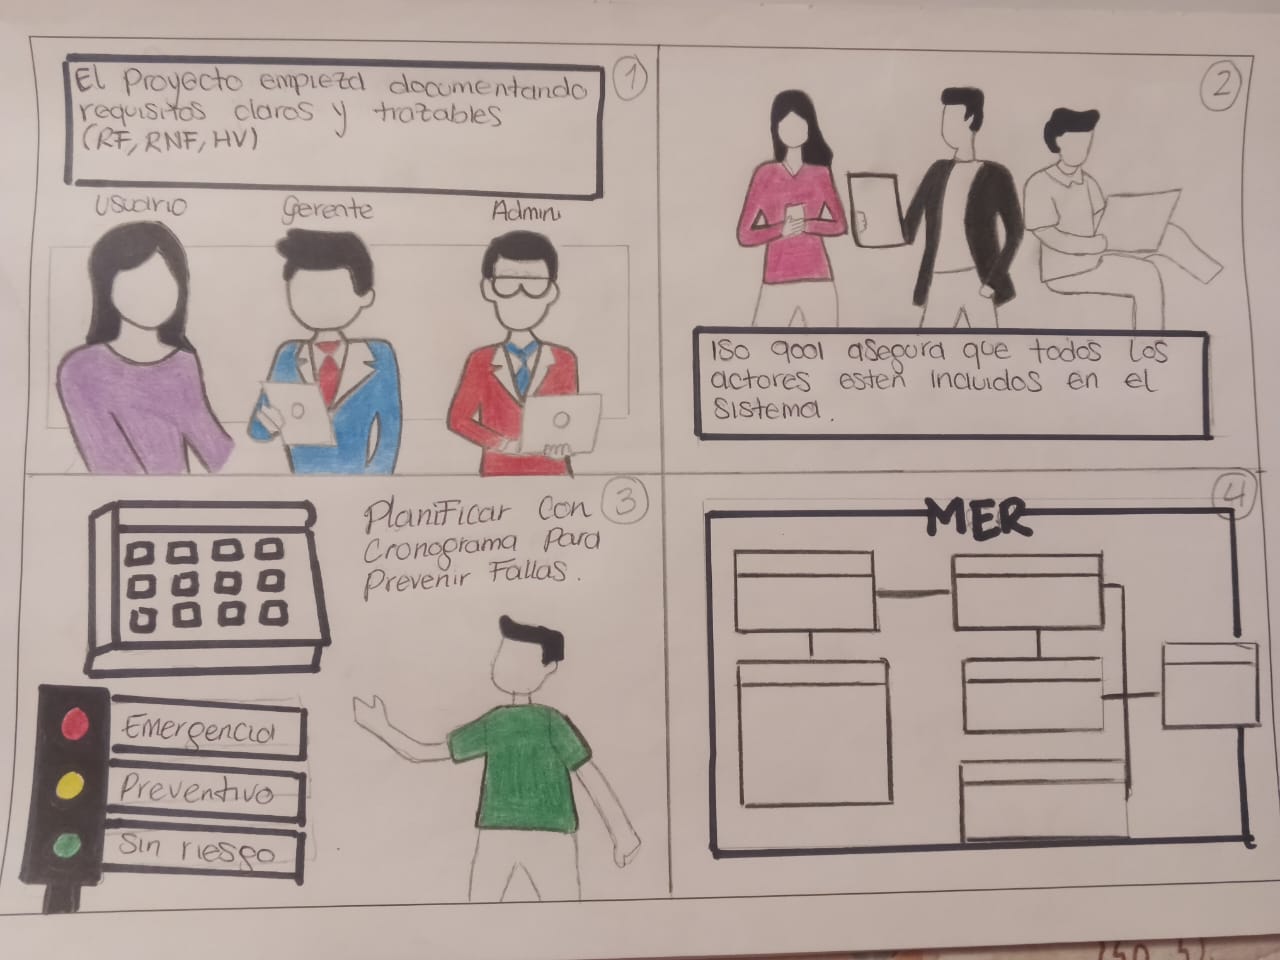 1
El Proyecto empieza documentando
requisitos claros y trazables
(RF, RNF, HV)
Usuario
Gerente
Admin
2
ISO 9001 asegura que todos los
actores esten incluidos en el
Sistema.
3
Planificar con
Cronograma Para
Prevenir Fallas.
Emergencia
Preventivo
Sin riesgo
4
MER